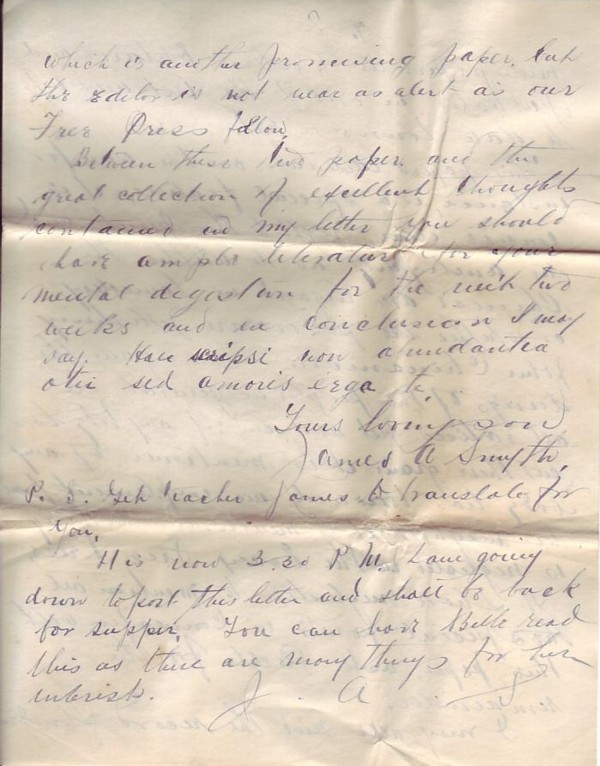 which is another promising paper, but
the editor is not near as alert as our
Free Press fellow.
Between these two paper and the
great collection of excellent thoughts
contained in my letter you should
have ample literature for your
mental digestion for the next two
weeks and in conclusion I may
say. Haec scripsi non abundantia
otii sed amoris erga te.
Yours loving son
James A Smyth.
P. S. Get teacher James to translate for
you.
It is now 3.30 P. M. I am going
down to post this letter and shall be back
for supper. You can have Belle read
this as there are many things for her
interest.
J. A